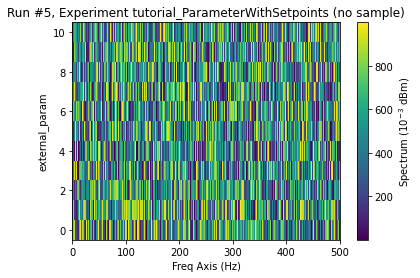 Run #5, Experiment tutorial_ParameterWithSetpoints (no sample)
10
8
6
4
2
0
external_param
0 100 200 300 400 500
Freq Axis (Hz)
800
600
400
200
Spectrum (10⁻³ dBm)